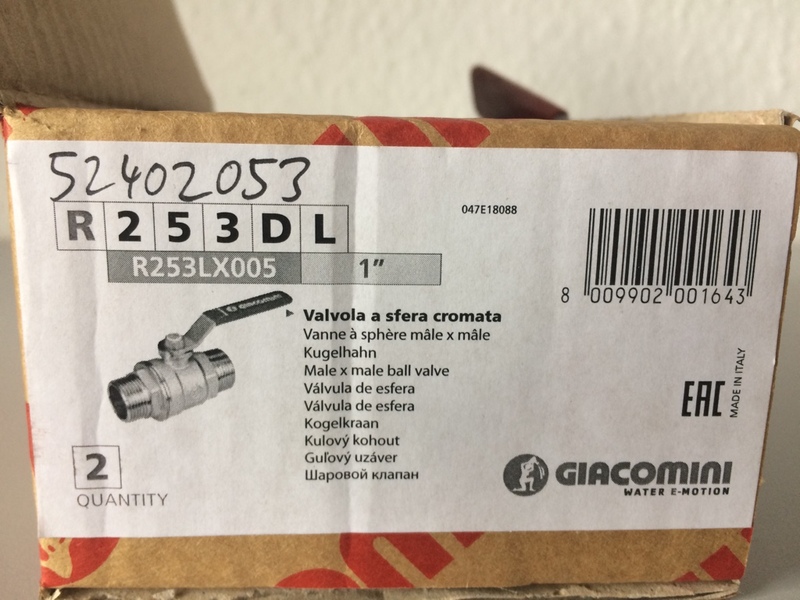 52402053
R253DL
047E18088
R253LX005 1”
8 009902 001643
GIACOMINI
Valvola a sfera cromata
Vanne à sphère mâle x mâle
Kugelhahn
Male x male ball valve
Válvula de esfera
Válvula de esfera
Kogelkraan
Kulový kohout
Guľový uzáver
Шаровой клапан
EAC
MADE IN ITALY
2
QUANTITY
GIACOMINI
WATER E-MOTION